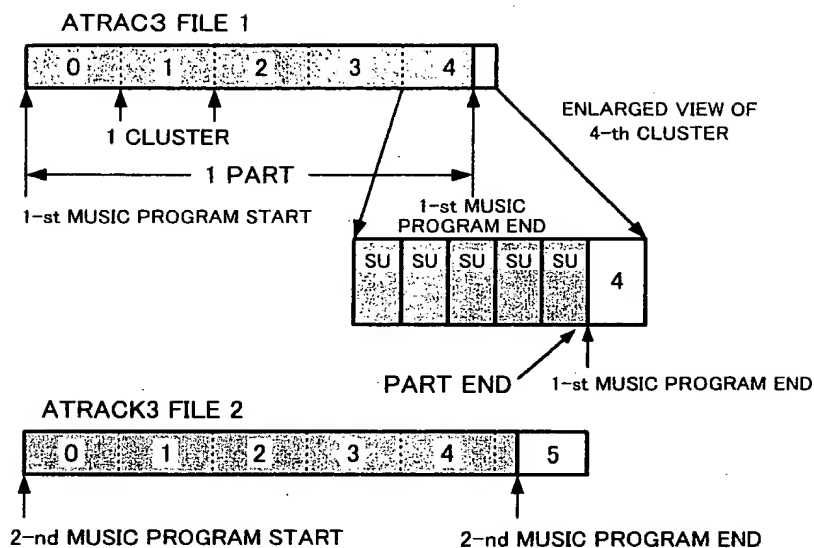 ATRAC3 FILE 1
0 1 2 3 4
1 CLUSTER
1 PART
1-st MUSIC PROGRAM START
1-st MUSIC
PROGRAM END
ENLARGED VIEW OF
4-th CLUSTER
SU SU SU SU SU 4
PART END
1-st MUSIC PROGRAM END
ATRACK3 FILE 2
0 1 2 3 4 5
2-nd MUSIC PROGRAM START
2-nd MUSIC PROGRAM END